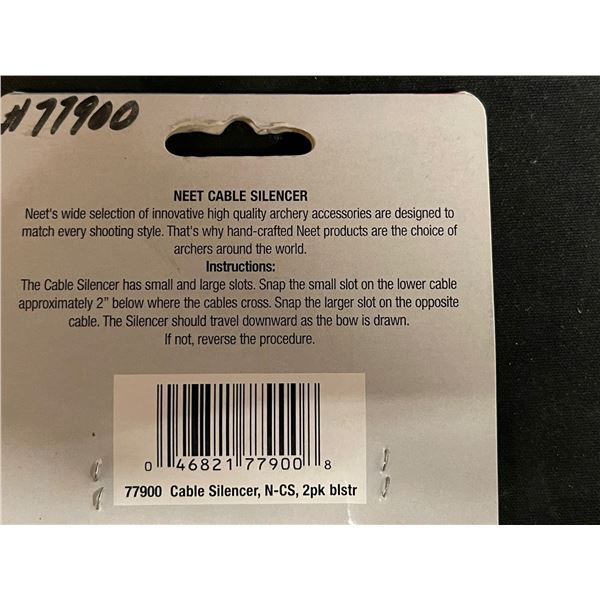 #77900
NEET CABLE SILENCER
Neet's wide selection of innovative high quality archery accessories are designed to
match every shooting style. That's why hand-crafted Neet products are the choice of
archers around the world.
Instructions:
The Cable Silencer has small and large slots. Snap the small slot on the lower cable
approximately 2" below where the cables cross. Snap the larger slot on the opposite
cable. The Silencer should travel downward as the bow is drawn.
If not, reverse the procedure.
0 46821 77900 8
77900 Cable Silencer, N-CS, 2pk blstr